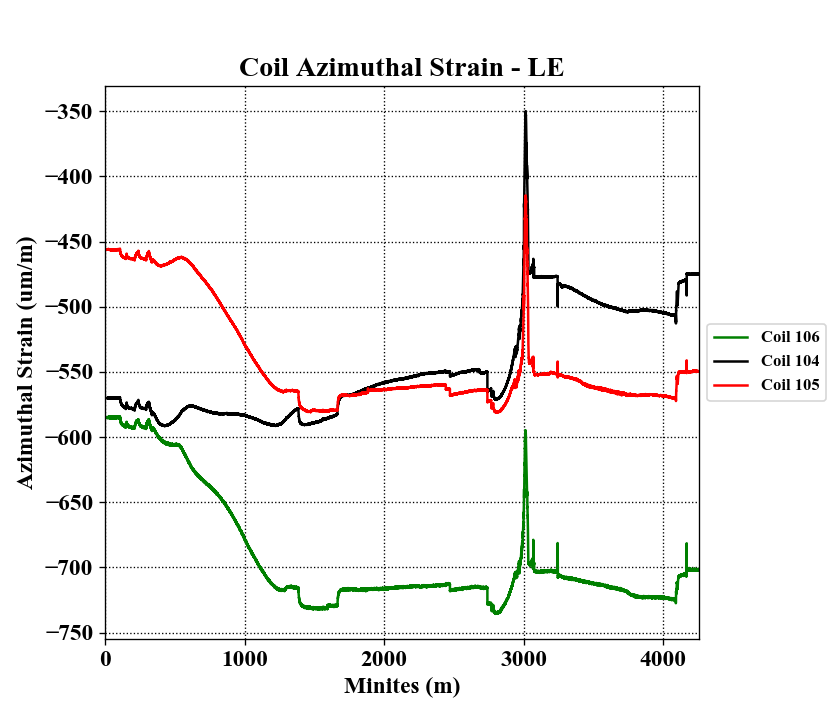 Coil Azimuthal Strain - LE
Azimuthal Strain (um/m)
−350
−400
−450
−500
−550
−600
−650
−700
−750
0 1000 2000 3000 4000
Minites (m)
Coil 106
Coil 104
Coil 105